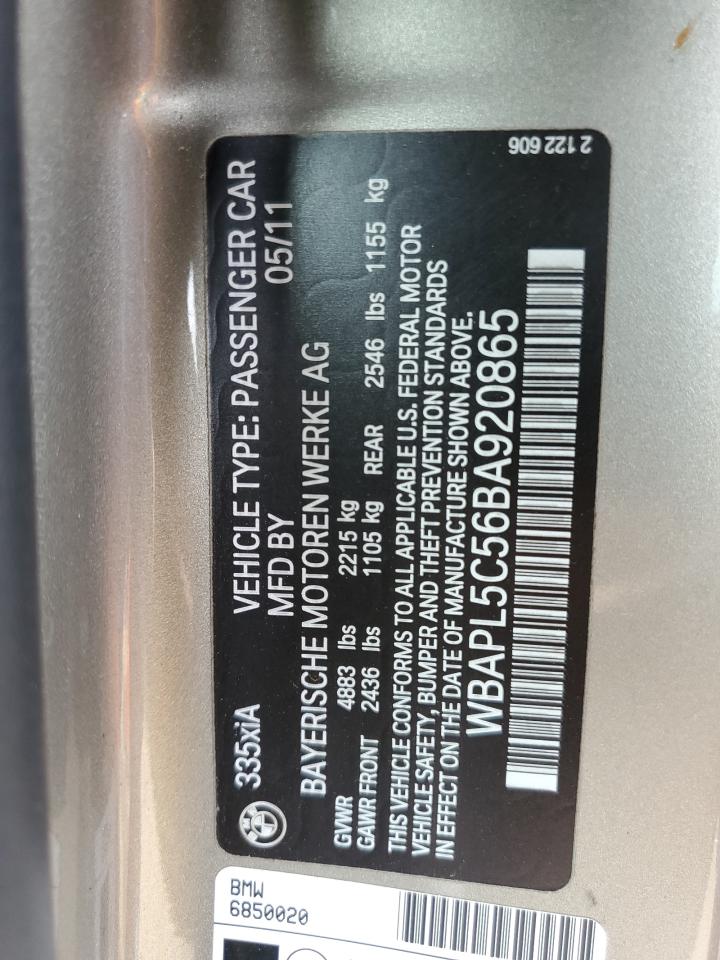 335xiA VEHICLE TYPE: PASSENGER CAR
MFD BY 05/11
BAYERISCHE MOTOREN WERKE AG
GVWR 4883 lbs 2215 kg
GAWR FRONT 2436 lbs 1105 kg REAR 2546 lbs 1155 kg
THIS VEHICLE CONFORMS TO ALL APPLICABLE U.S. FEDERAL MOTOR
VEHICLE SAFETY, BUMPER AND THEFT PREVENTION STANDARDS
IN EFFECT ON THE DATE OF MANUFACTURE SHOWN ABOVE.
WBAPL5C56BA920865
2 122 606
BMW
6850020